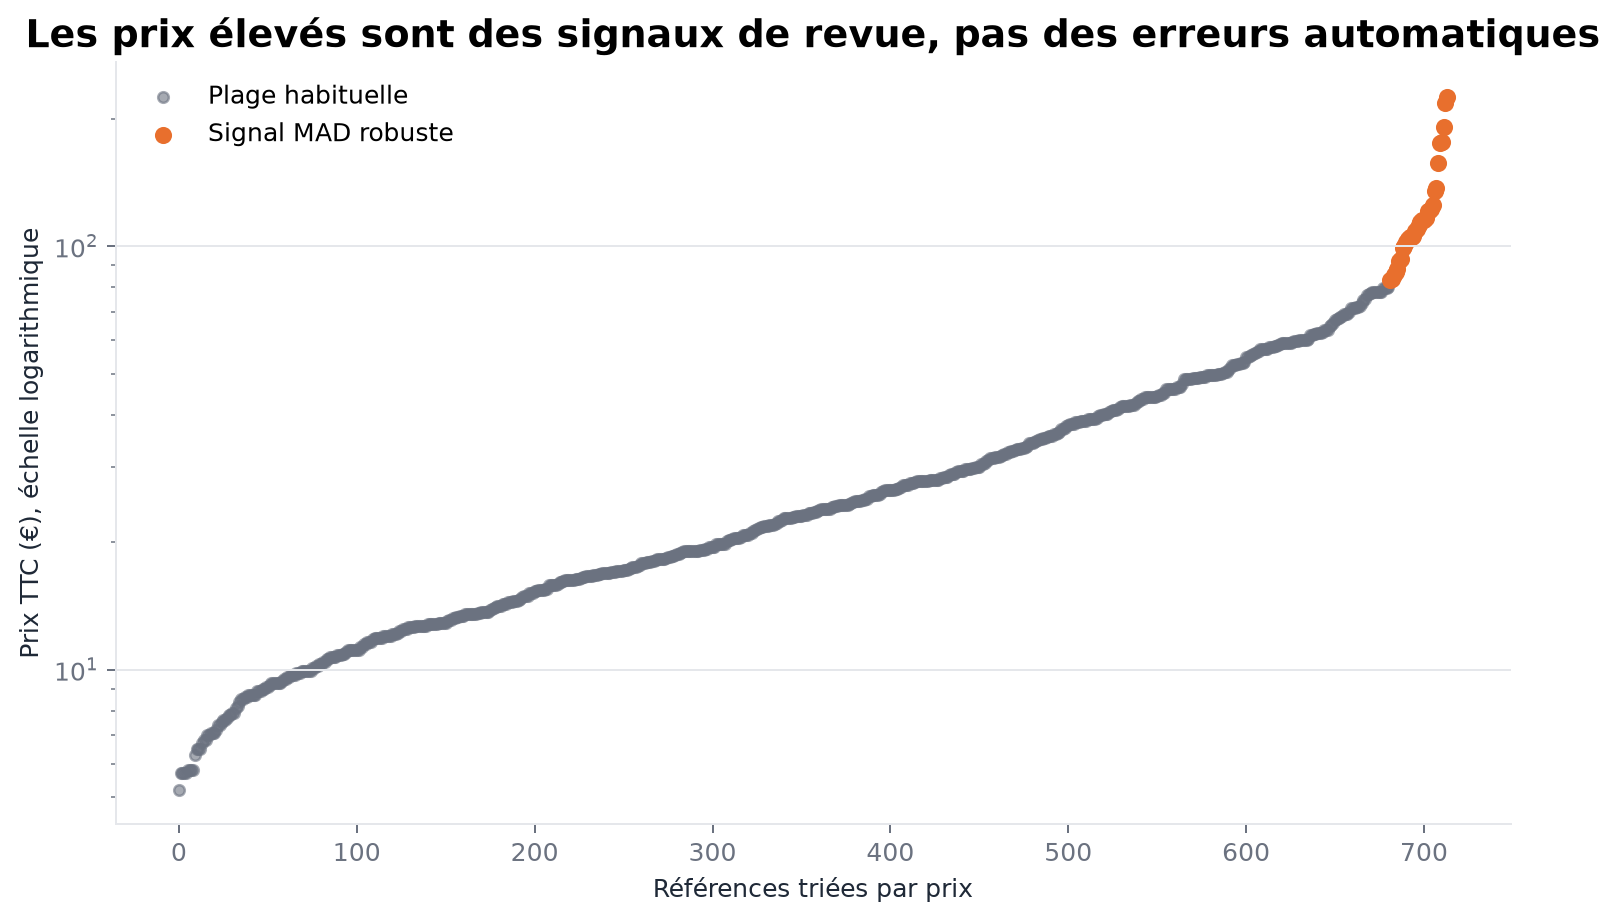 Les prix élevés sont des signaux de revue, pas des erreurs automatiques
Plage habituelle
Signal MAD robuste
Prix TTC (€), échelle logarithmique
10²
10¹
0 100 200 300 400 500 600 700
Références triées par prix